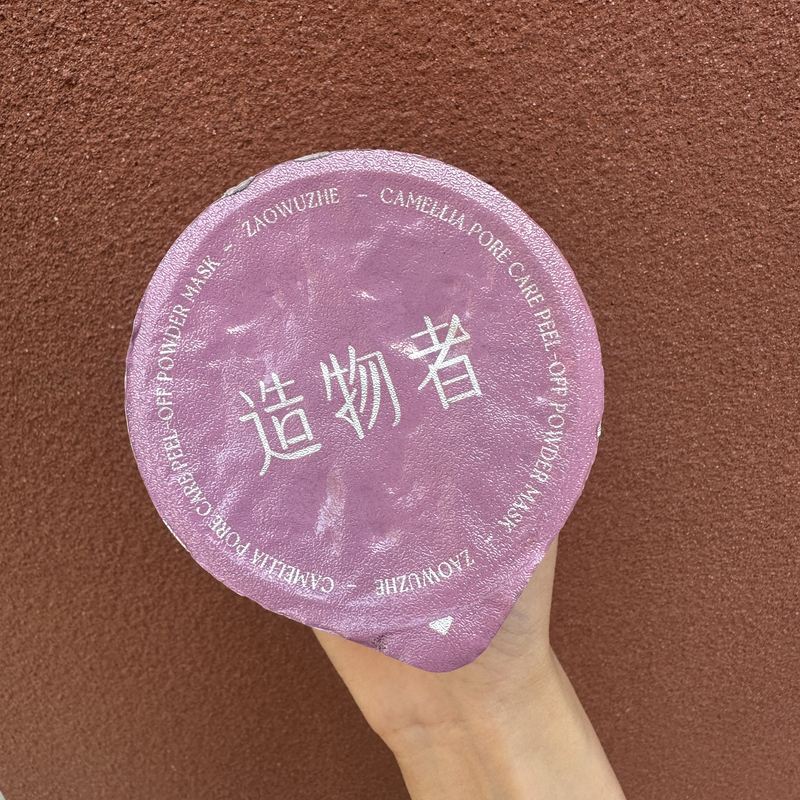 ZAOWUZHE – CAMELLIA PORE CARE PEEL-OFF POWDER MASK –
ZAOWUZHE – CAMELLIA PORE CARE PEEL-OFF POWDER MASK –
造物者